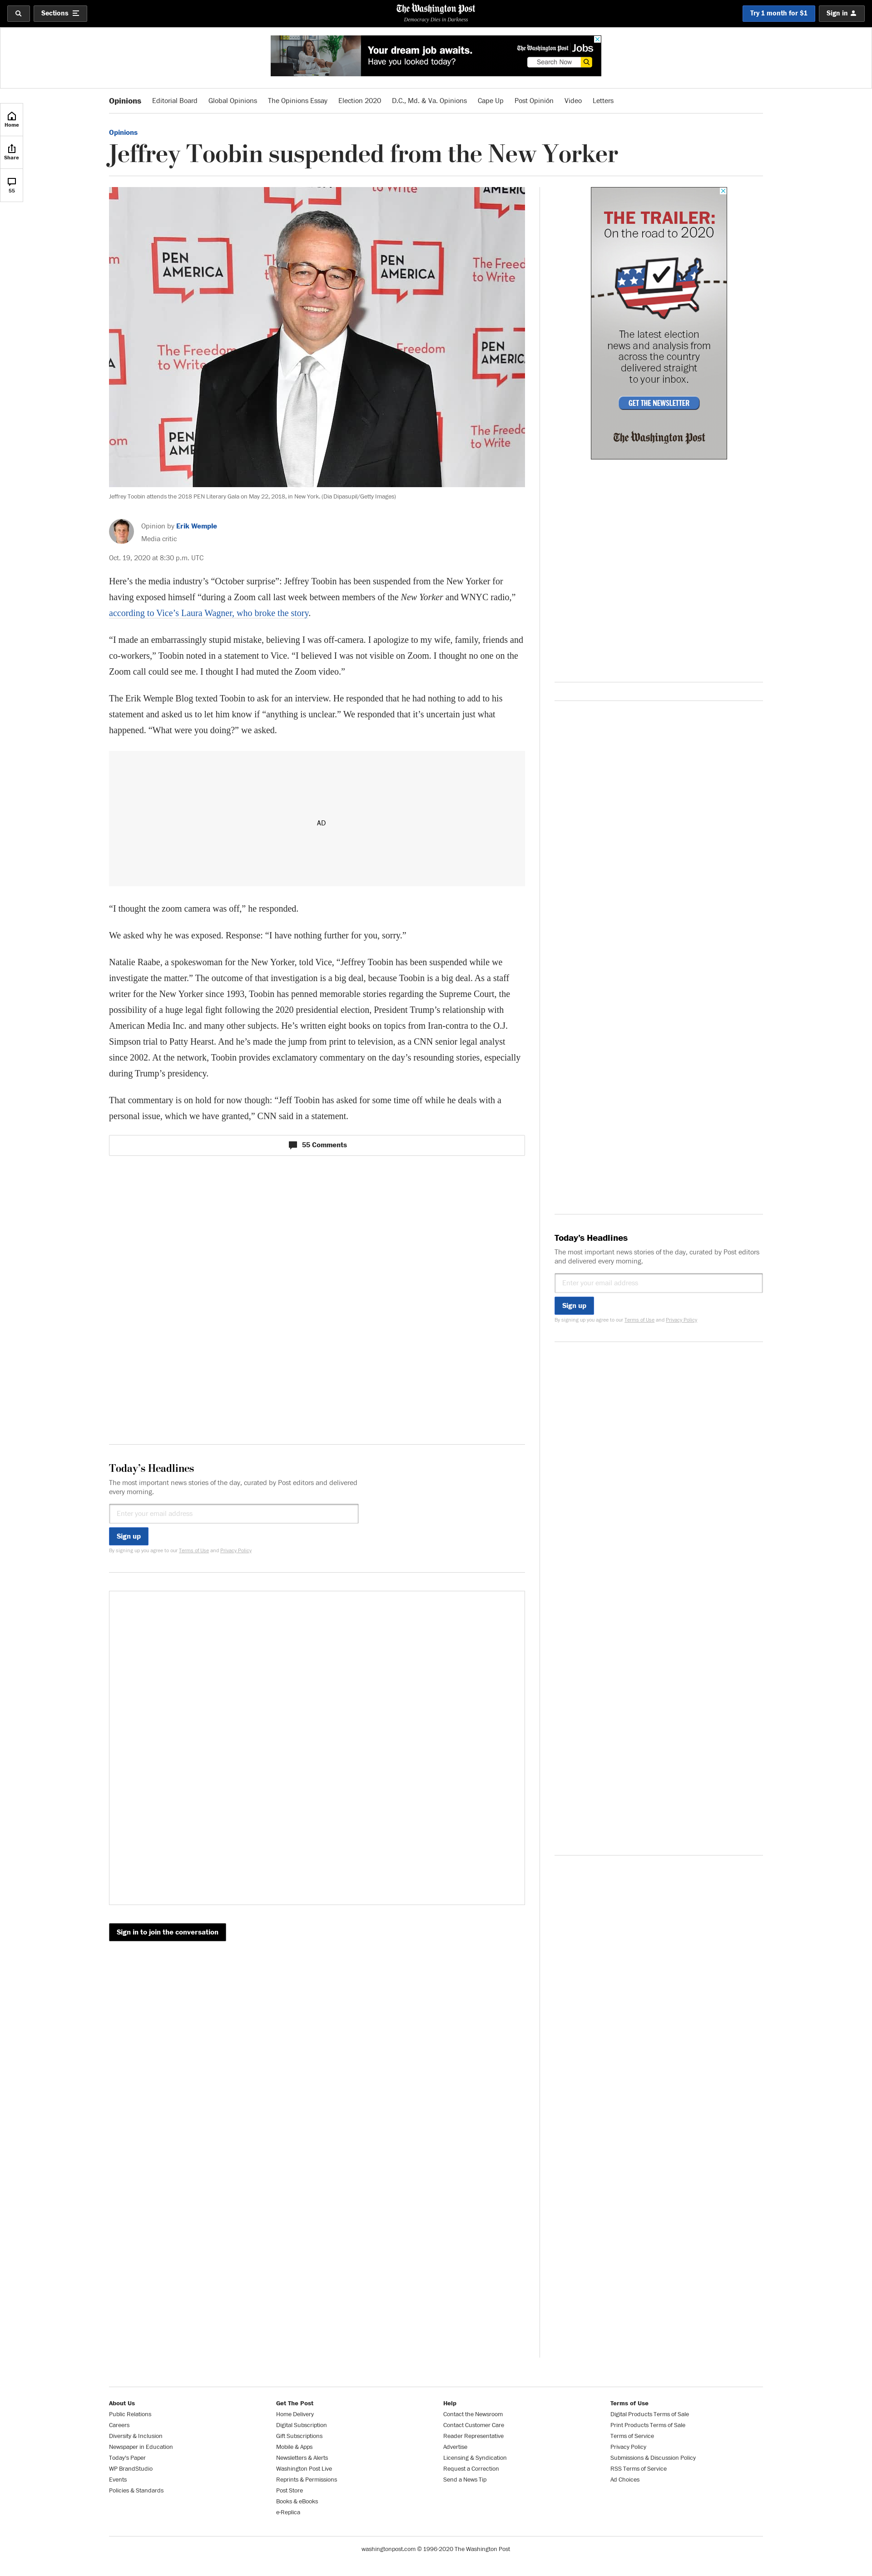 Sections
The Washington Post
Democracy Dies in Darkness
Try 1 month for $1
Sign in
Your dream job awaits.
Have you looked today?
The Washington Post Jobs
Search Now
Home
Share
55
Opinions
Editorial Board
Global Opinions
The Opinions Essay
Election 2020
D.C., Md. & Va. Opinions
Cape Up
Post Opinión
Video
Letters
Opinions
Jeffrey Toobin suspended from the New Yorker
to Write
to Write
AMERICA
PEN
AMERICA
PEN
AMERICA
The Freedom
to Write
Freedom
PEN
AMERI
PEN
AM
The Freed
to Write
om
Jeffrey Toobin attends the 2018 PEN Literary Gala on May 22, 2018, in New York. (Dia Dipasupil/Getty Images)
Opinion by Erik Wemple
Media critic
Oct. 19, 2020 at 8:30 p.m. UTC
Here’s the media industry’s “October surprise”: Jeffrey Toobin has been suspended from the New Yorker for
having exposed himself “during a Zoom call last week between members of the New Yorker and WNYC radio,”
according to Vice’s Laura Wagner, who broke the story.
“I made an embarrassingly stupid mistake, believing I was off-camera. I apologize to my wife, family, friends and
co-workers,” Toobin noted in a statement to Vice. “I believed I was not visible on Zoom. I thought no one on the
Zoom call could see me. I thought I had muted the Zoom video.”
The Erik Wemple Blog texted Toobin to ask for an interview. He responded that he had nothing to add to his
statement and asked us to let him know if “anything is unclear.” We responded that it’s uncertain just what
happened. “What were you doing?” we asked.
AD
“I thought the zoom camera was off,” he responded.
We asked why he was exposed. Response: “I have nothing further for you, sorry.”
Natalie Raabe, a spokeswoman for the New Yorker, told Vice, “Jeffrey Toobin has been suspended while we
investigate the matter.” The outcome of that investigation is a big deal, because Toobin is a big deal. As a staff
writer for the New Yorker since 1993, Toobin has penned memorable stories regarding the Supreme Court, the
possibility of a huge legal fight following the 2020 presidential election, President Trump’s relationship with
American Media Inc. and many other subjects. He’s written eight books on topics from Iran-contra to the O.J.
Simpson trial to Patty Hearst. And he’s made the jump from print to television, as a CNN senior legal analyst
since 2002. At the network, Toobin provides exclamatory commentary on the day’s resounding stories, especially
during Trump’s presidency.
That commentary is on hold for now though: “Jeff Toobin has asked for some time off while he deals with a
personal issue, which we have granted,” CNN said in a statement.
55 Comments
Today’s Headlines
The most important news stories of the day, curated by Post editors and delivered
every morning.
Enter your email address
Sign up
By signing up you agree to our Terms of Use and Privacy Policy
Sign in to join the conversation
THE TRAILER:
On the road to 2020
The latest election
news and analysis from
across the country
delivered straight
to your inbox.
GET THE NEWSLETTER
The Washington Post
Today’s Headlines
The most important news stories of the day, curated by Post editors
and delivered every morning.
Enter your email address
Sign up
By signing up you agree to our Terms of Use and Privacy Policy
About Us
Public Relations
Careers
Diversity & Inclusion
Newspaper in Education
Today's Paper
WP BrandStudio
Events
Policies & Standards
Get The Post
Home Delivery
Digital Subscription
Gift Subscriptions
Mobile & Apps
Newsletters & Alerts
Washington Post Live
Reprints & Permissions
Post Store
Books & eBooks
e-Replica
Help
Contact the Newsroom
Contact Customer Care
Reader Representative
Advertise
Licensing & Syndication
Request a Correction
Send a News Tip
Terms of Use
Digital Products Terms of Sale
Print Products Terms of Sale
Terms of Service
Privacy Policy
Submissions & Discussion Policy
RSS Terms of Service
Ad Choices
washingtonpost.com © 1996-2020 The Washington Post